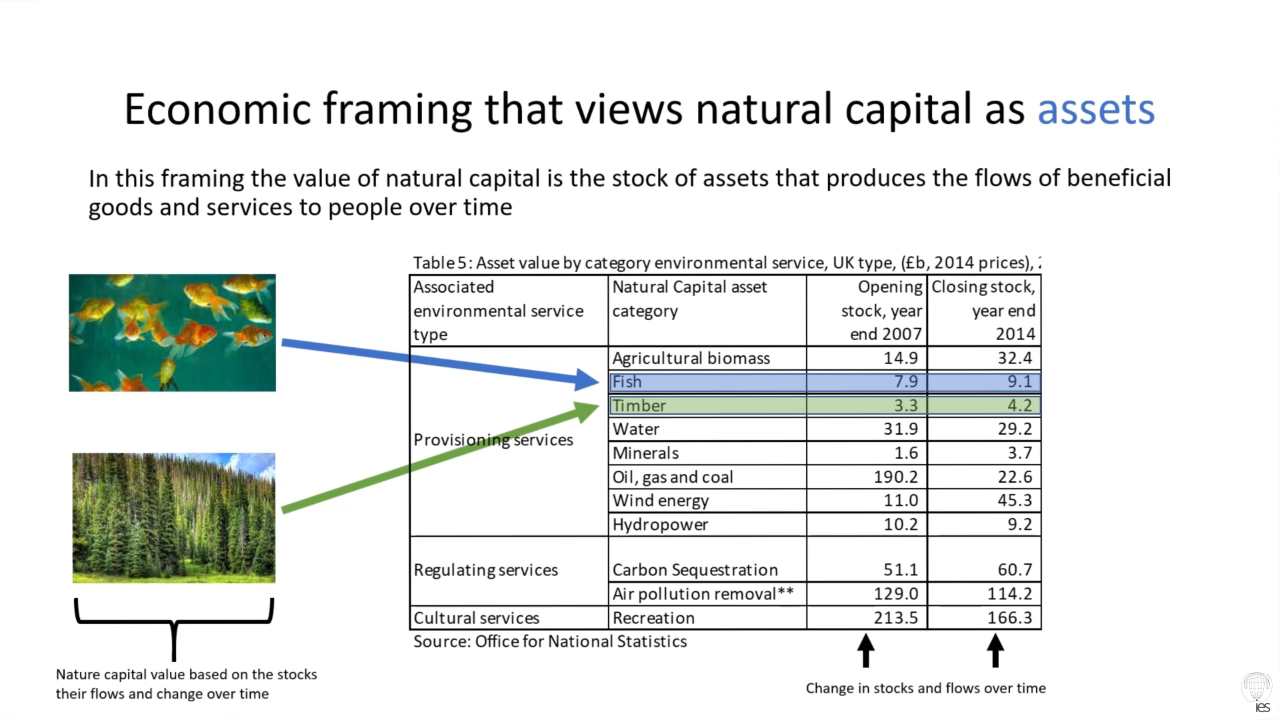 Economic framing that views natural capital as assets
In this framing the value of natural capital is the stock of assets that produces the flows of beneficial
goods and services to people over time
Table 5: Asset value by category environmental service, UK type, (£b, 2014 prices),
Associated environmental service type | Natural Capital asset category | Opening stock, year end 2007 | Closing stock, year end 2014
Provisioning services | Agricultural biomass | 14.9 | 32.4
Fish | 7.9 | 9.1
Timber | 3.3 | 4.2
Water | 31.9 | 29.2
Minerals | 1.6 | 3.7
Oil, gas and coal | 190.2 | 22.6
Wind energy | 11.0 | 45.3
Hydropower | 10.2 | 9.2
Regulating services | Carbon Sequestration | 51.1 | 60.7
Air pollution removal** | 129.0 | 114.2
Cultural services | Recreation | 213.5 | 166.3
Source: Office for National Statistics
Nature capital value based on the stocks
their flows and change over time
Change in stocks and flows over time
ies